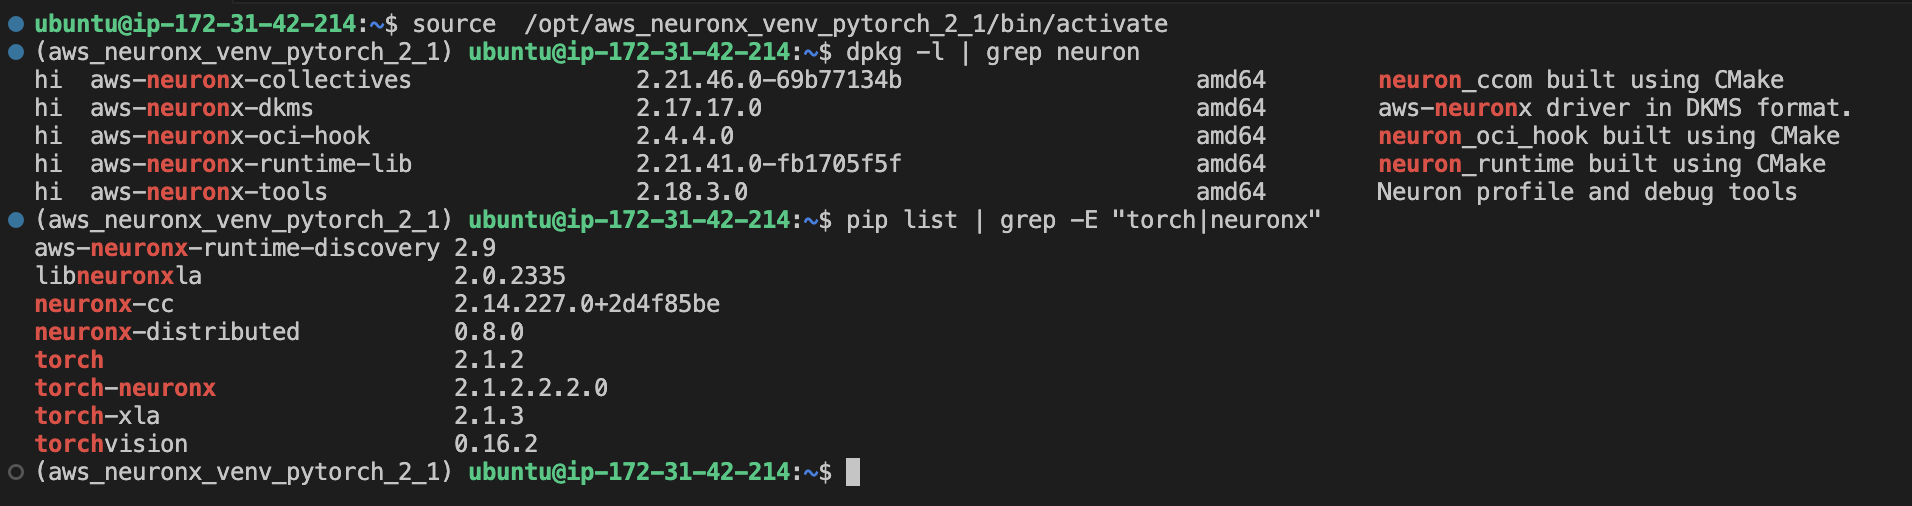 ubuntu@ip-172-31-42-214:~$ source  /opt/aws_neuronx_venv_pytorch_2_1/bin/activate
(aws_neuronx_venv_pytorch_2_1) ubuntu@ip-172-31-42-214:~$ dpkg -l | grep neuron
hi  aws-neuronx-collectives                2.21.46.0-69b77134b                     amd64        neuron_ccom built using CMake
hi  aws-neuronx-dkms                       2.17.17.0                               amd64        aws-neuronx driver in DKMS format.
hi  aws-neuronx-oci-hook                   2.4.4.0                                 amd64        neuron_oci_hook built using CMake
hi  aws-neuronx-runtime-lib                2.21.41.0-fb1705f5f                     amd64        neuron_runtime built using CMake
hi  aws-neuronx-tools                      2.18.3.0                                amd64        Neuron profile and debug tools
(aws_neuronx_venv_pytorch_2_1) ubuntu@ip-172-31-42-214:~$ pip list | grep -E "torch|neuronx"
aws-neuronx-runtime-discovery 2.9
libneuronxla                  2.0.2335
neuronx-cc                    2.14.227.0+2d4f85be
neuronx-distributed           0.8.0
torch                         2.1.2
torch-neuronx                 2.1.2.2.2.0
torch-xla                     2.1.3
torchvision                   0.16.2
(aws_neuronx_venv_pytorch_2_1) ubuntu@ip-172-31-42-214:~$